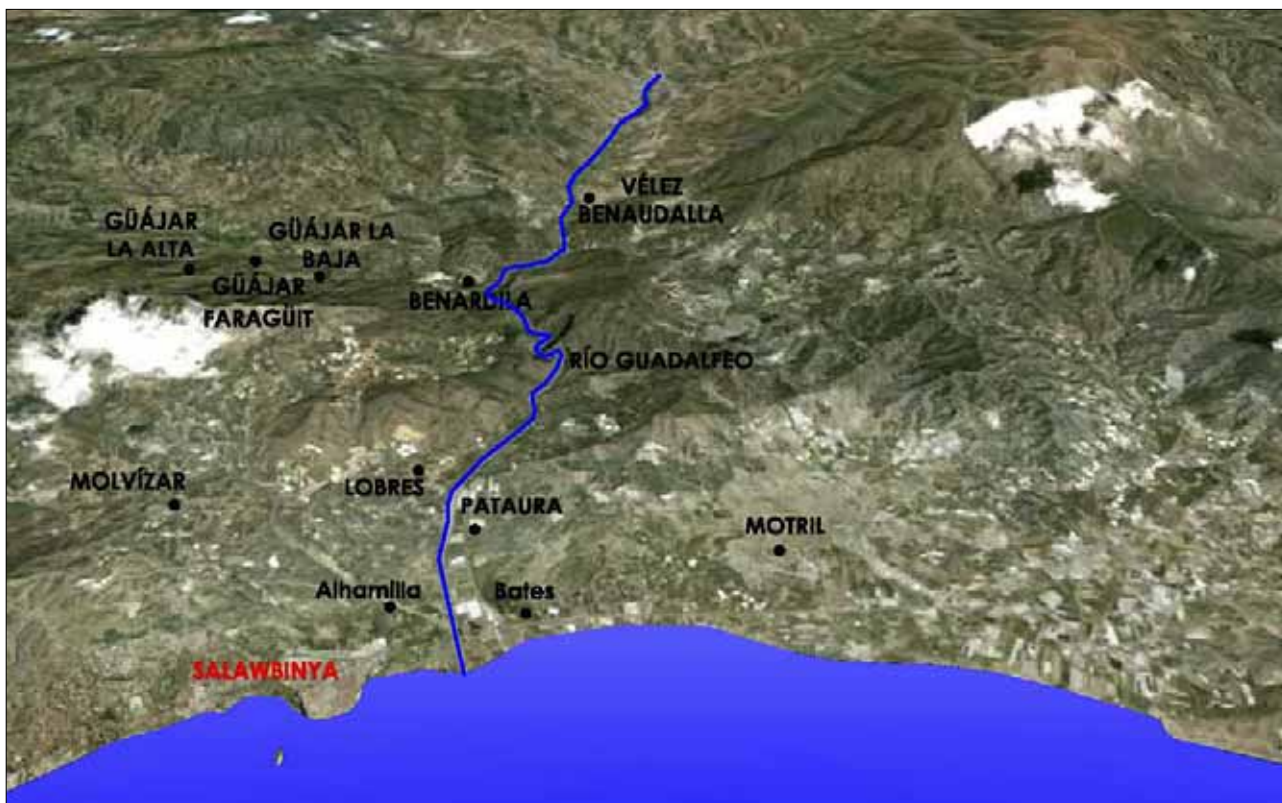 VÉLEZ
BENAUDALLA
GÜÁJAR
LA ALTA
GÜÁJAR LA
BAJA
GÜÁJAR
FARAGÜIT
BENARDILA
RÍO GUADALFEO
MOLVÍZAR
LOBRES
PATAURA
MOTRIL
Alhamilla
Bates
SALAWBINYA